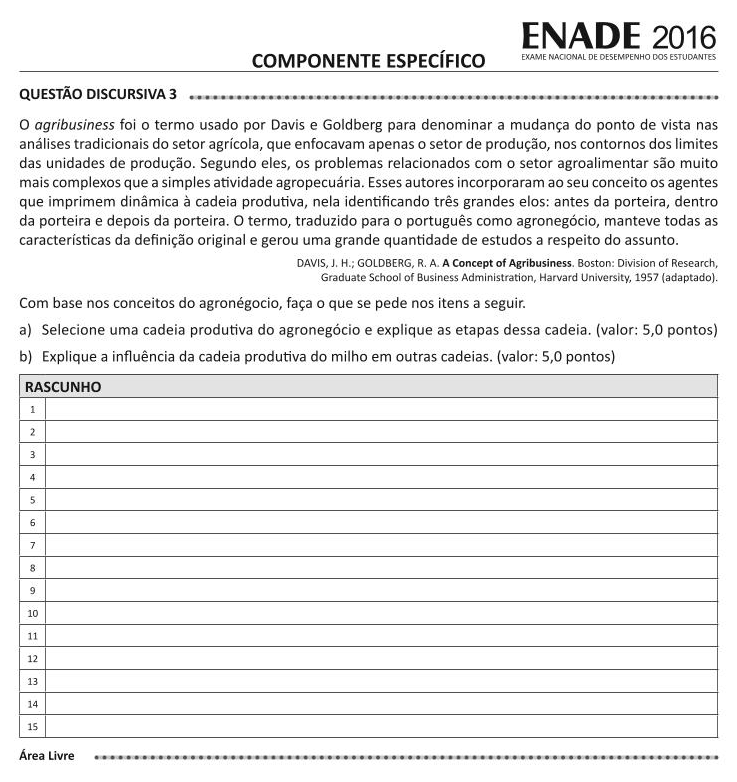 ENADE 2016
EXAME NACIONAL DE DESEMPENHO DOS ESTUDANTES
COMPONENTE ESPECÍFICO
QUESTÃO DISCURSIVA 3
O agribusiness foi o termo usado por Davis e Goldberg para denominar a mudança do ponto de vista nas
análises tradicionais do setor agrícola, que enfocavam apenas o setor de produção, nos contornos dos limites
das unidades de produção. Segundo eles, os problemas relacionados com o setor agroalimentar são muito
mais complexos que a simples atividade agropecuária. Esses autores incorporaram ao seu conceito os agentes
que imprimem dinâmica à cadeia produtiva, nela identificando três grandes elos: antes da porteira, dentro
da porteira e depois da porteira. O termo, traduzido para o português como agronegócio, manteve todas as
características da definição original e gerou uma grande quantidade de estudos a respeito do assunto.
DAVIS, J. H.; GOLDBERG, R. A. A Concept of Agribusiness. Boston: Division of Research,
Graduate School of Business Administration, Harvard University, 1957 (adaptado).
Com base nos conceitos do agronégocio, faça o que se pede nos itens a seguir.
a) Selecione uma cadeia produtiva do agronegócio e explique as etapas dessa cadeia. (valor: 5,0 pontos)
b) Explique a influência da cadeia produtiva do milho em outras cadeias. (valor: 5,0 pontos)
RASCUNHO
1
2
3
4
5
6
7
8
9
10
11
12
13
14
15
Área Livre